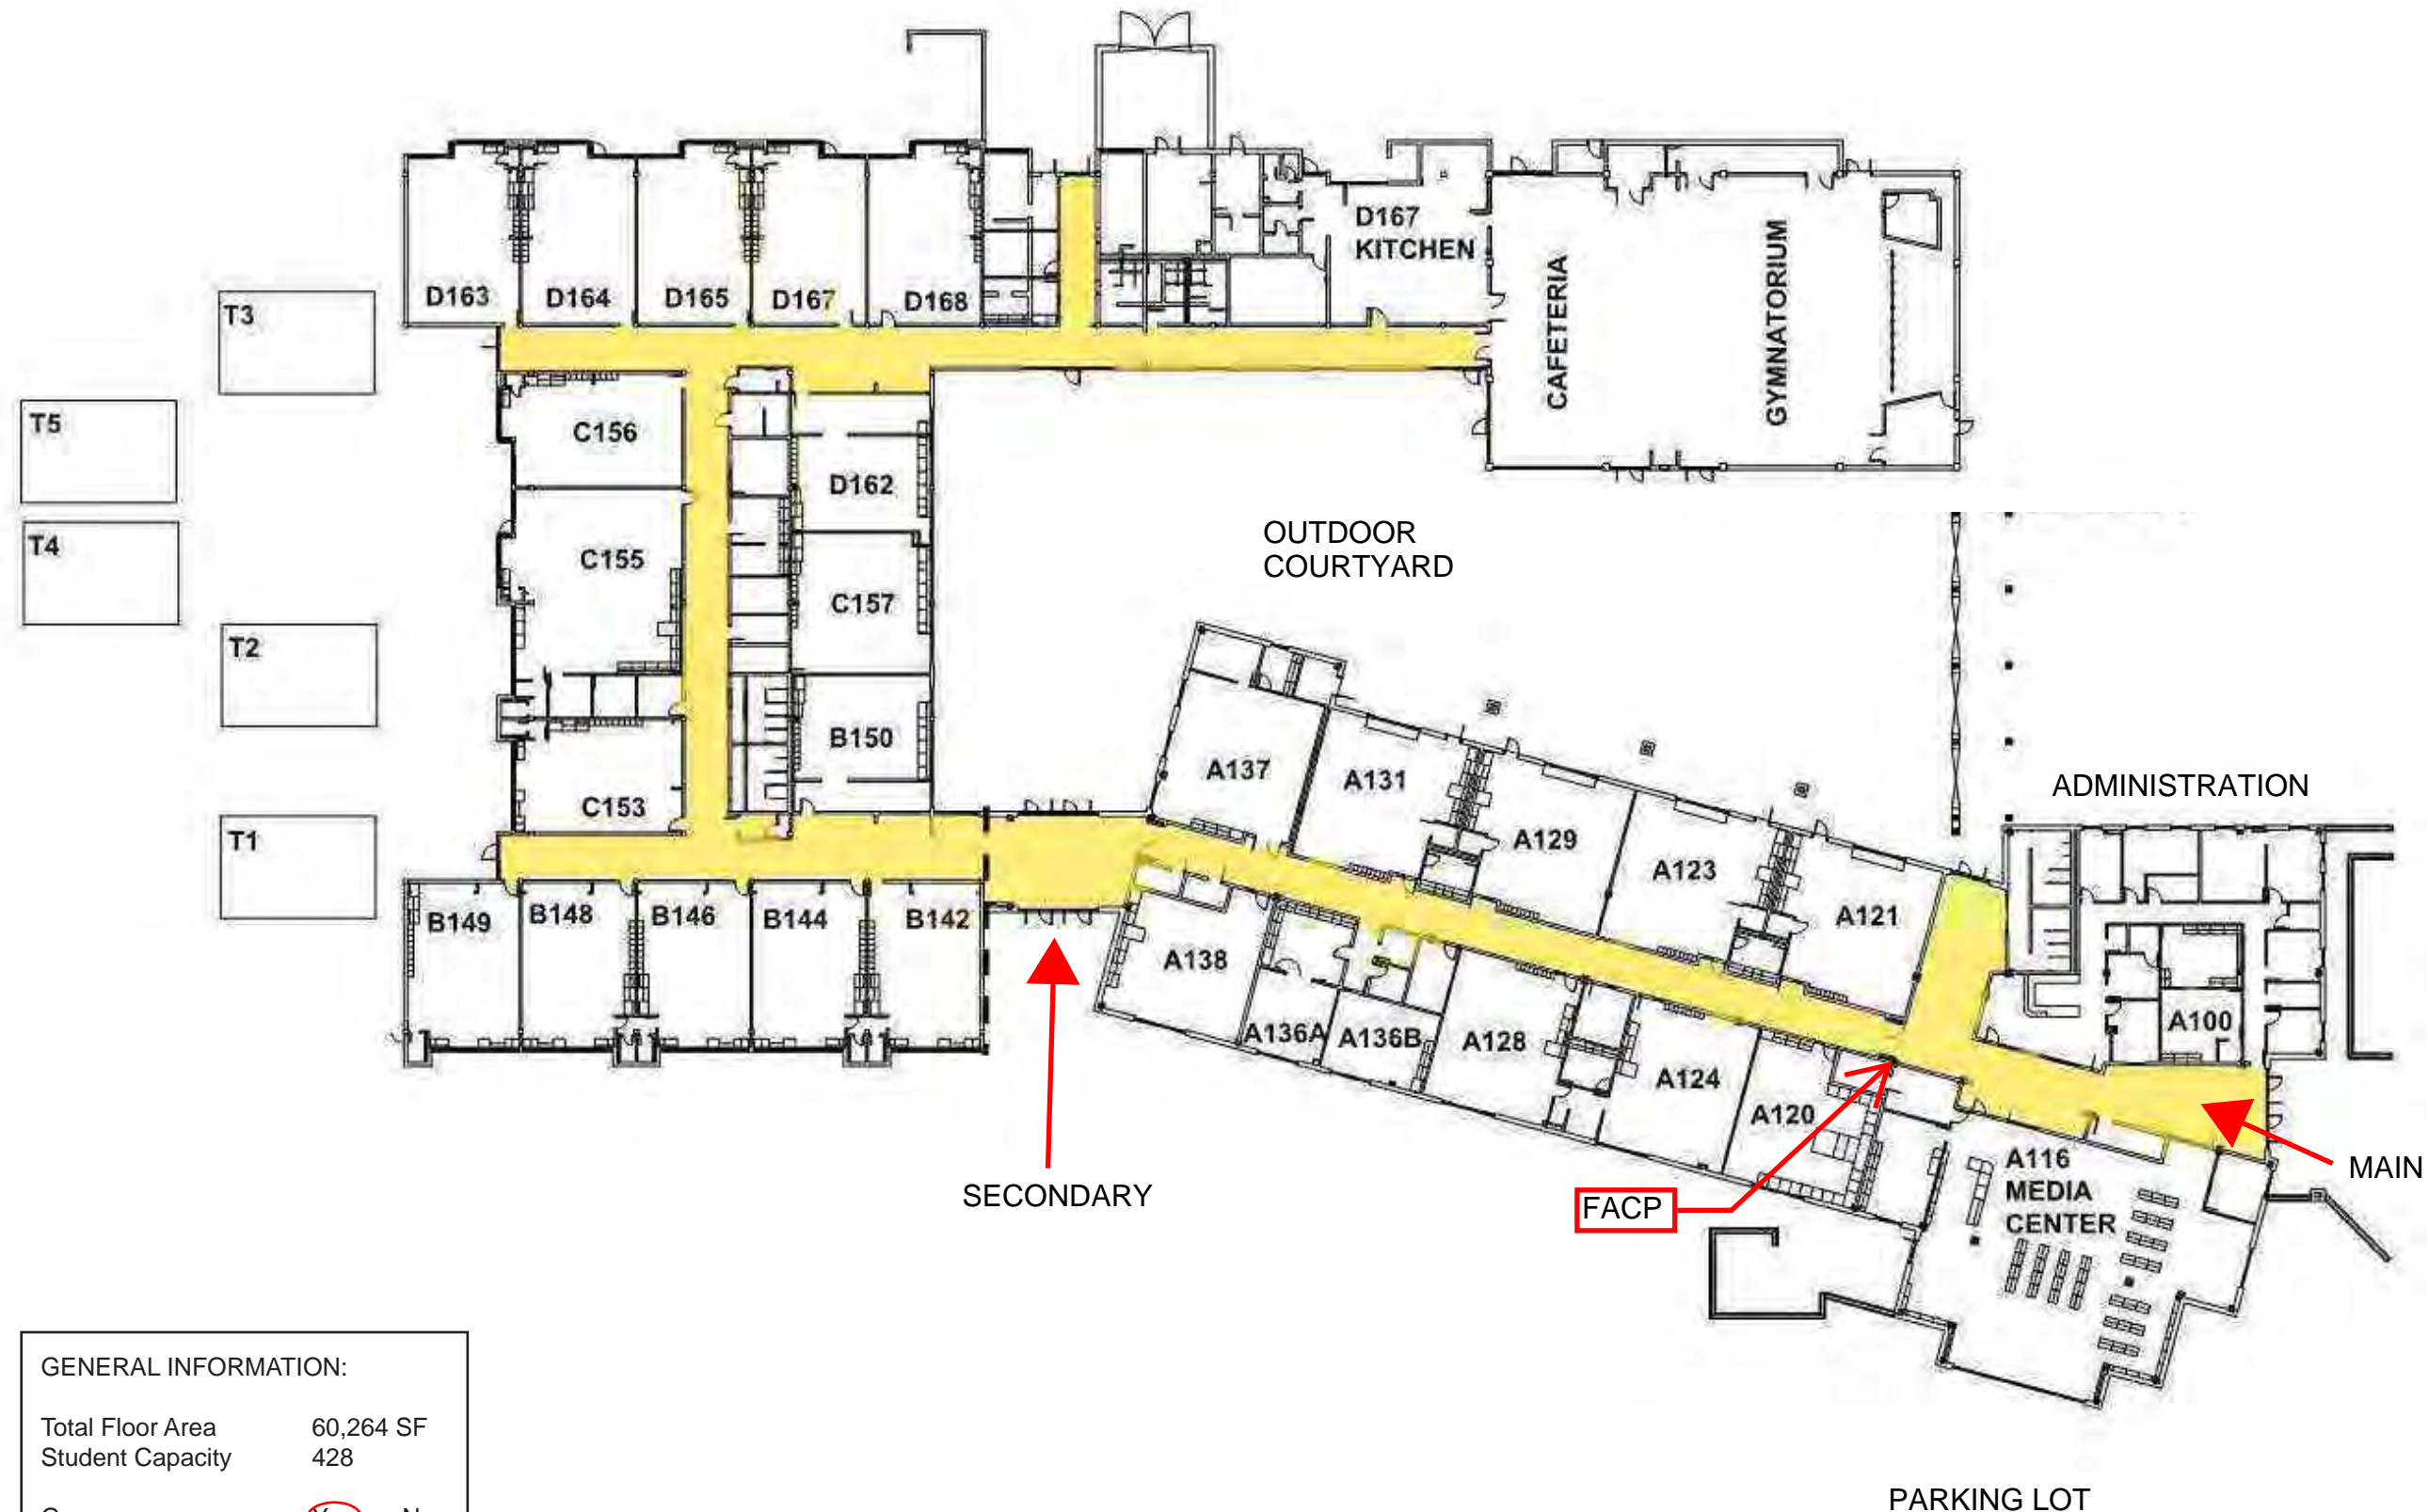 D167
KITCHEN
CAFETERIA
GYMNATORIUM
D163
D164
D165
D167
D168
T3
T5
C156
D162
T4
OUTDOOR
COURTYARD
C155
C157
T2
B150
A137
A131
ADMINISTRATION
C153
T1
A129
A123
A121
B149
B148
B146
B144
B142
A138
A100
A136A
A136B
A128
A124
A120
SECONDARY
FACP
A116
MEDIA
CENTER
MAIN
GENERAL INFORMATION:
Total Floor Area 60,264 SF
Student Capacity 428
PARKING LOT